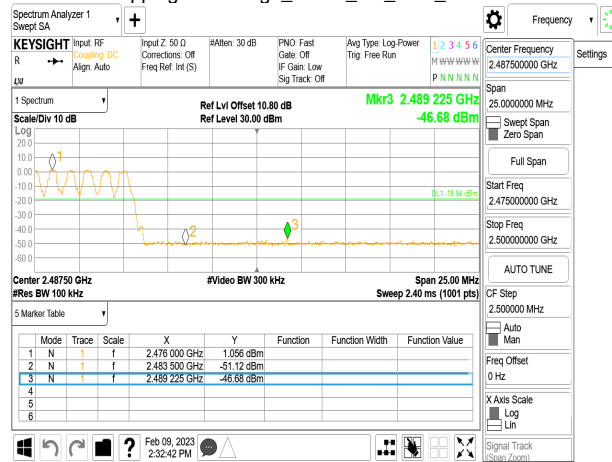 Spectrum Analyzer 1
Swept SA
Frequency
KEYSIGHT
Input: RF
Coupling: DC
Align: Auto
Input Z: 50 Ω
Corrections: Off
Freq Ref: Int (S)
#Atten: 30 dB
PNO: Fast
Gate: Off
IF Gain: Low
Sig Track: Off
Avg Type: Log-Power
Trig: Free Run
1 2 3 4 5 6
M W W W W W
P N N N N N
R
LXI
Center Frequency
2.487500000 GHz
Settings
1 Spectrum
Scale/Div 10 dB
Log
Ref Lvl Offset 10.80 dB
Ref Level 30.00 dBm
Mkr3 2.489 225 GHz
-46.68 dBm
20.0
10.0
0.00
-10.0
-20.0
-30.0
-40.0
-50.0
-60.0
1
2
3
DL1 -18.94 dBm
Center 2.48750 GHz
#Res BW 100 kHz
#Video BW 300 kHz
Span 25.00 MHz
Sweep 2.40 ms (1001 pts)
Span
25.0000000 MHz
Swept Span
Zero Span
Full Span
Start Freq
2.475000000 GHz
Stop Freq
2.500000000 GHz
AUTO TUNE
CF Step
2.500000 MHz
Auto
Man
Freq Offset
0 Hz
X Axis Scale
Log
Lin
Signal Track
(Span Zoom)
5 Marker Table
Mode Trace Scale X Y Function Function Width Function Value
1 N 1 f 2.476 000 GHz 1.056 dBm
2 N 1 f 2.483 500 GHz -51.12 dBm
3 N 1 f 2.489 225 GHz -46.68 dBm
4
5
6
?
Feb 09, 2023
2:32:42 PM